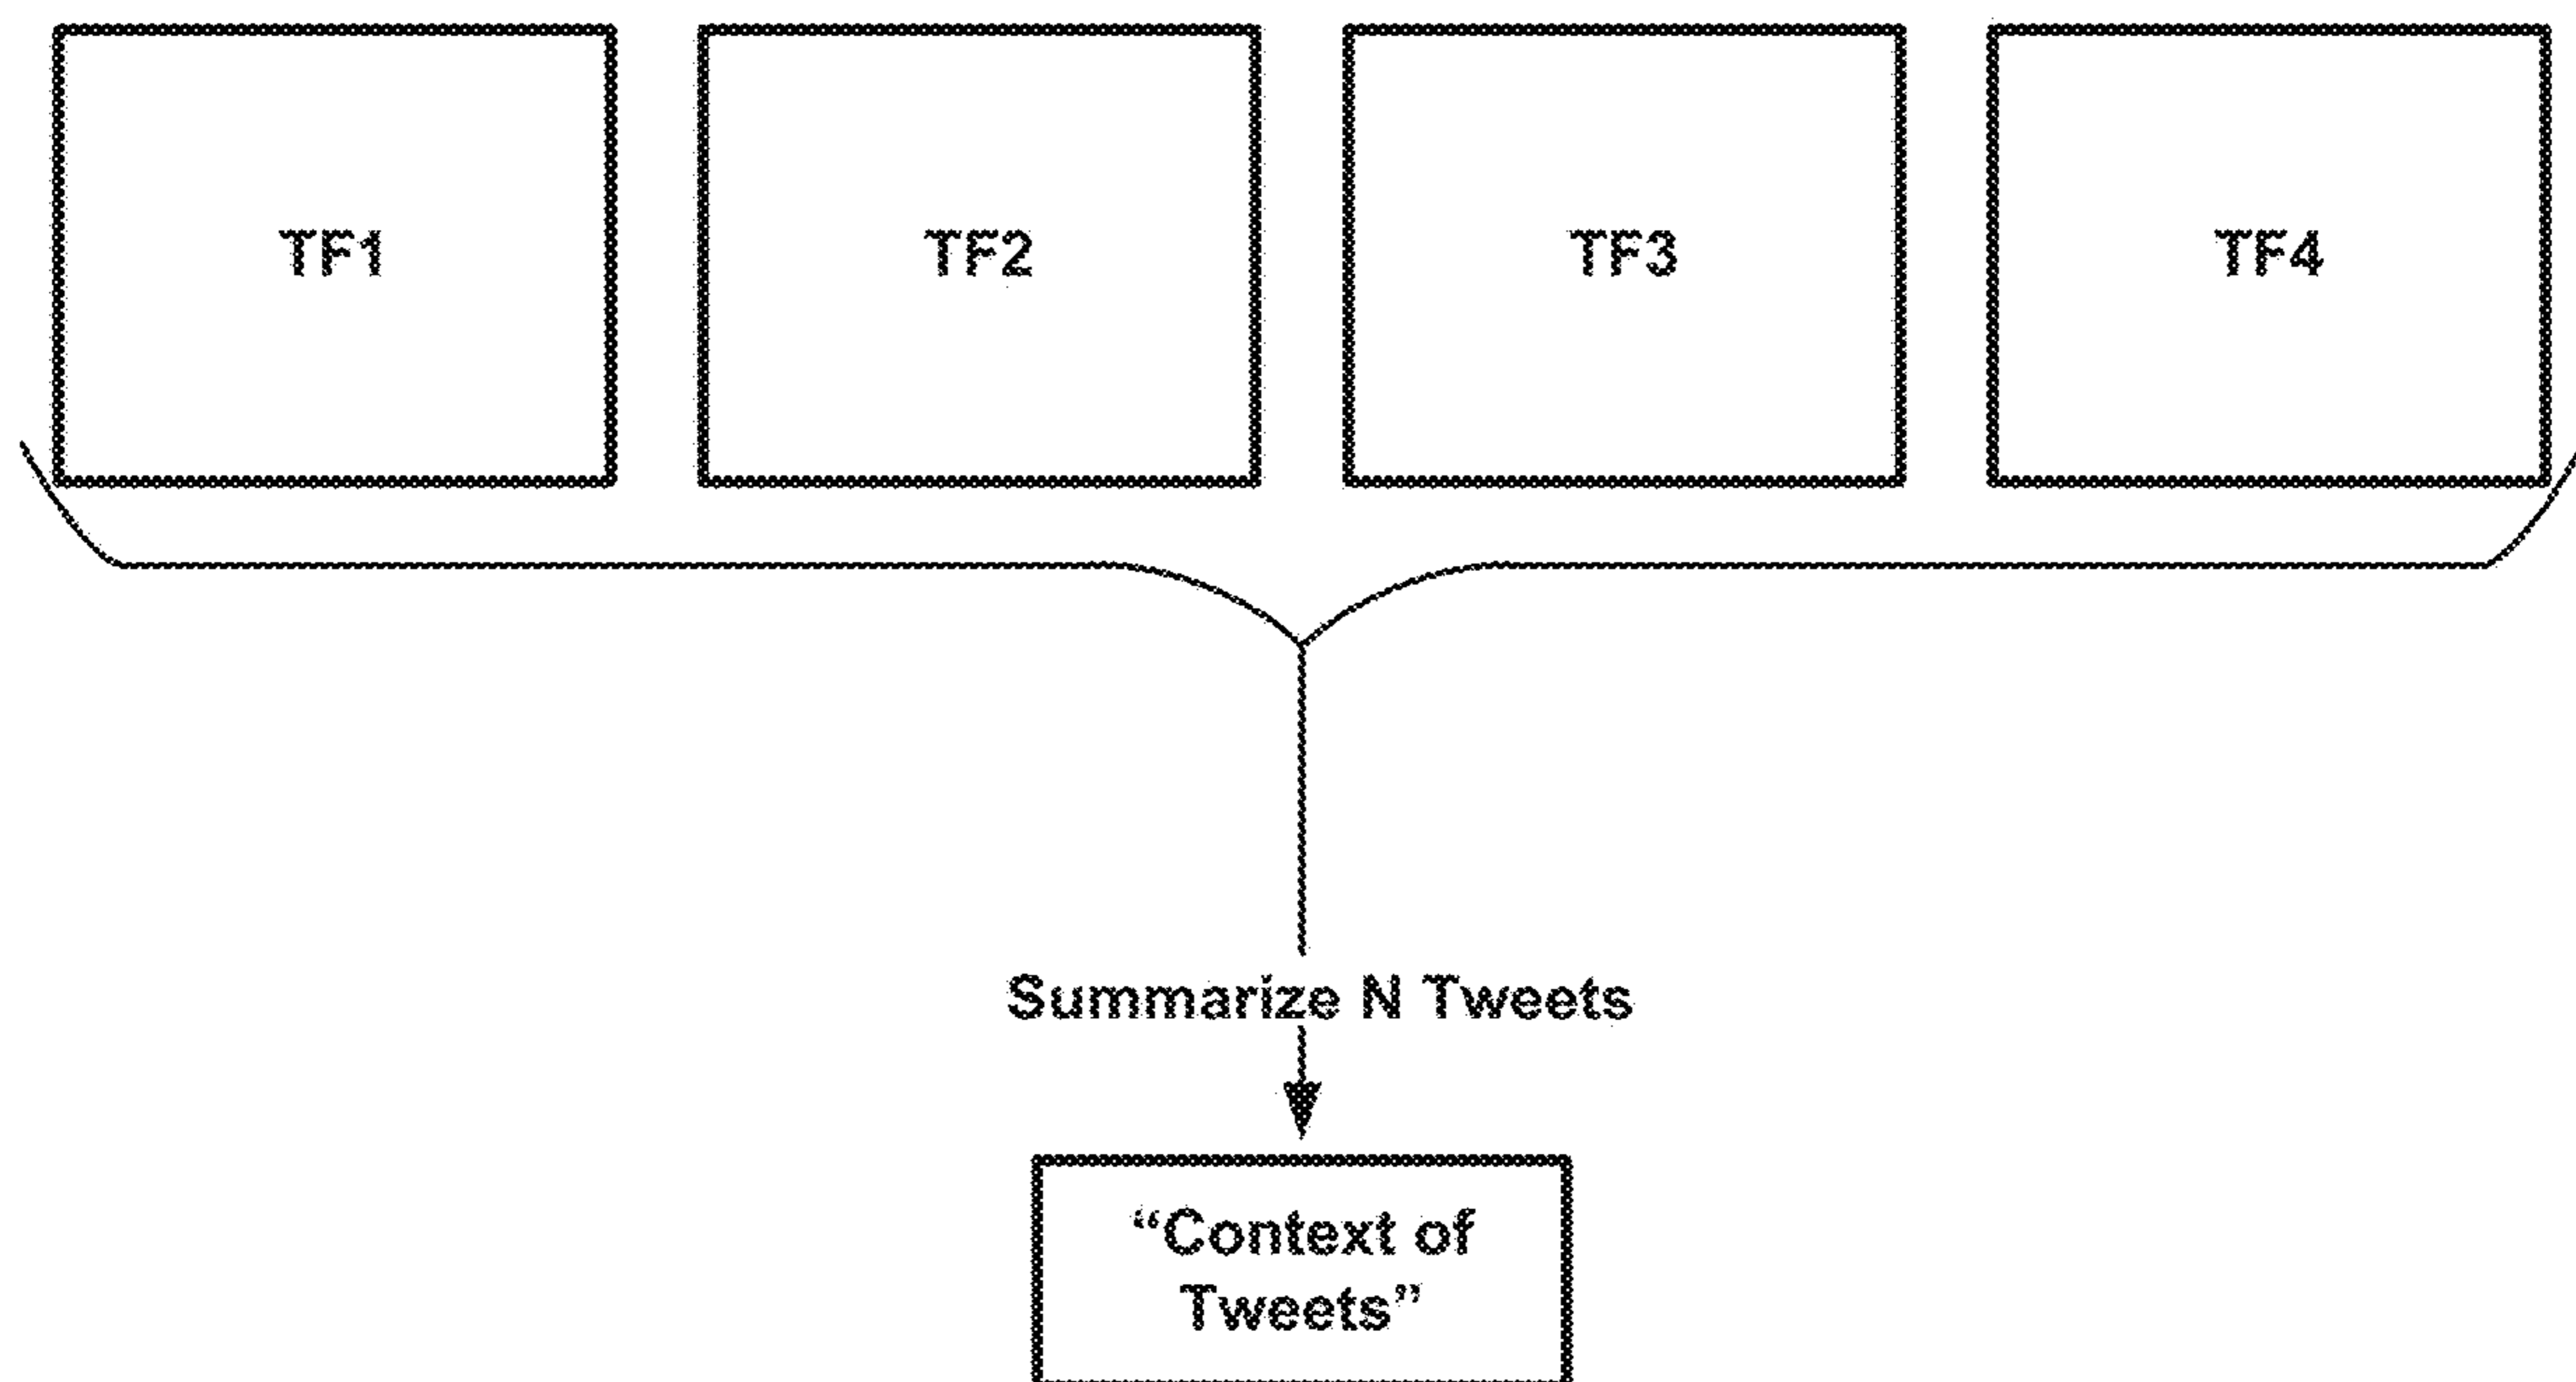 TF1
TF2
TF3
TF4
Summarize N Tweets
“Context of
Tweets”